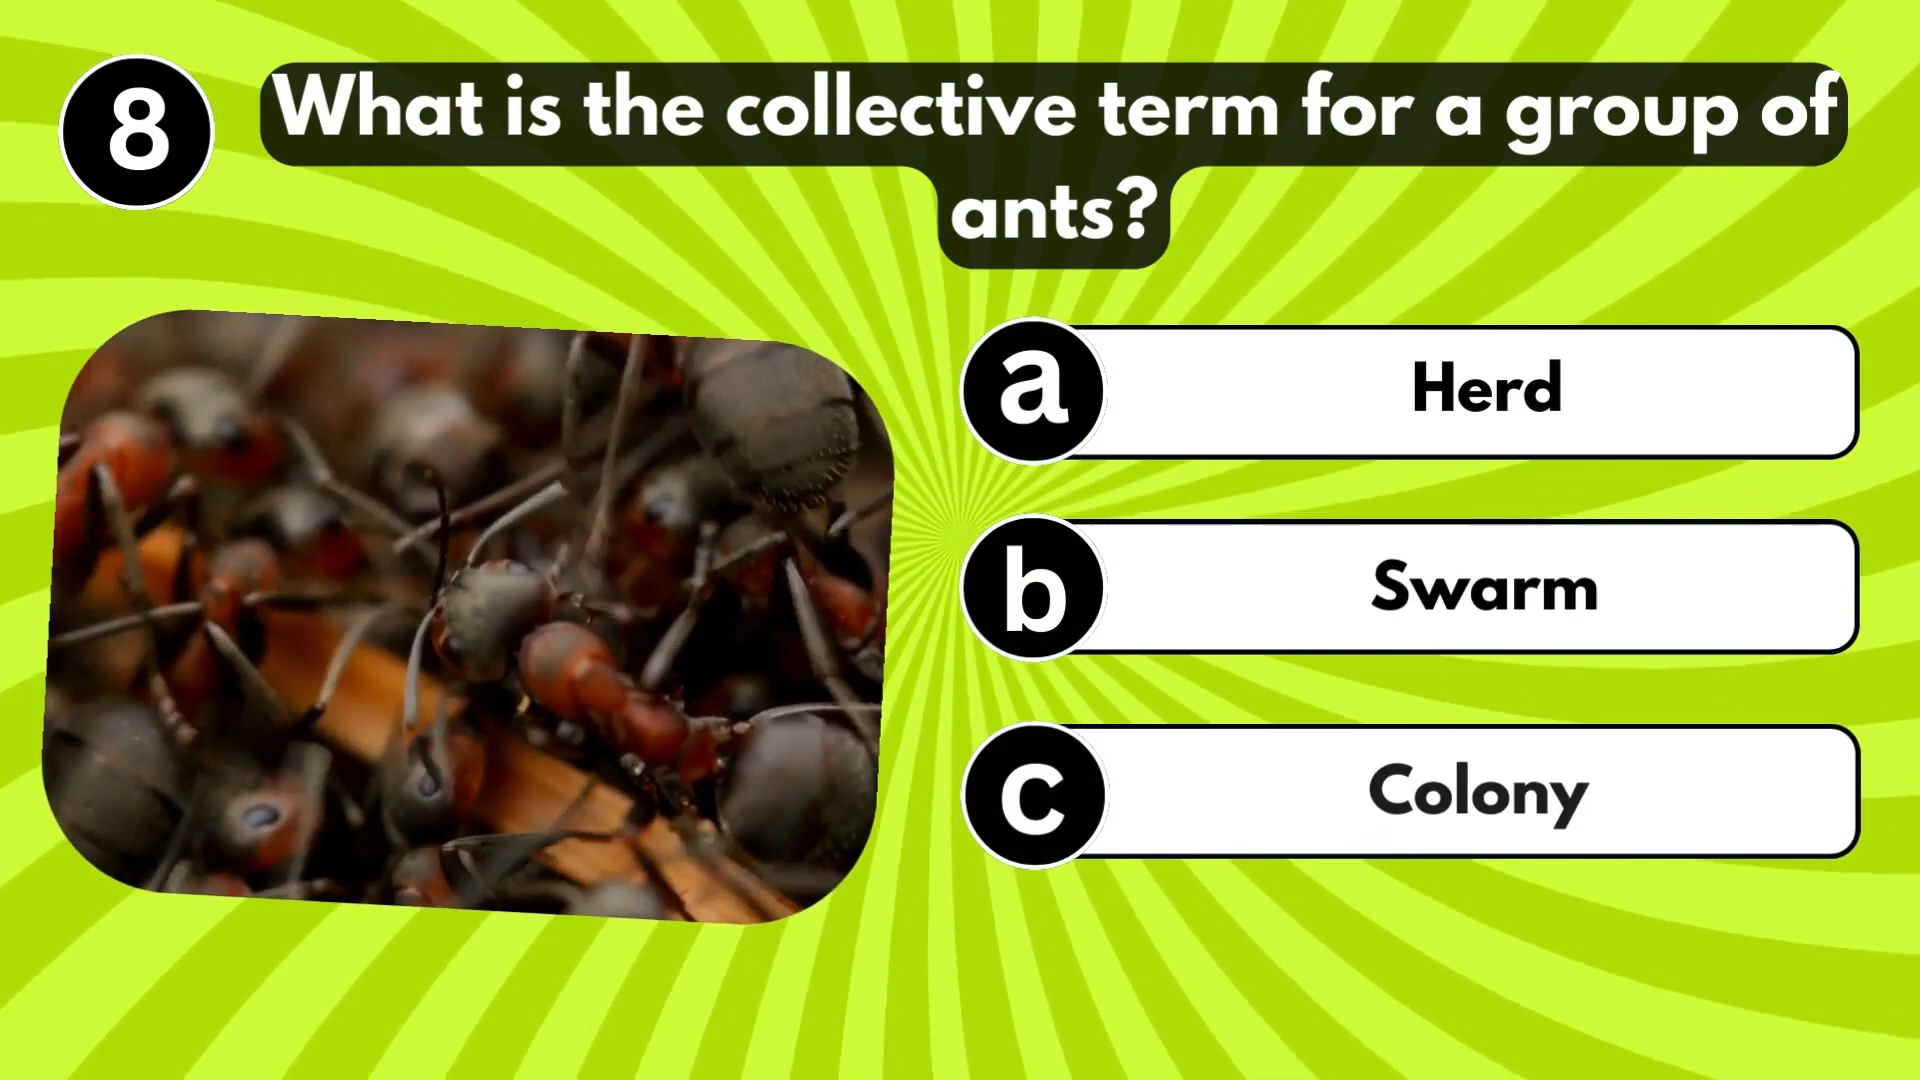 8
What is the collective term for a group of
ants?
a
Herd
b
Swarm
c
Colony